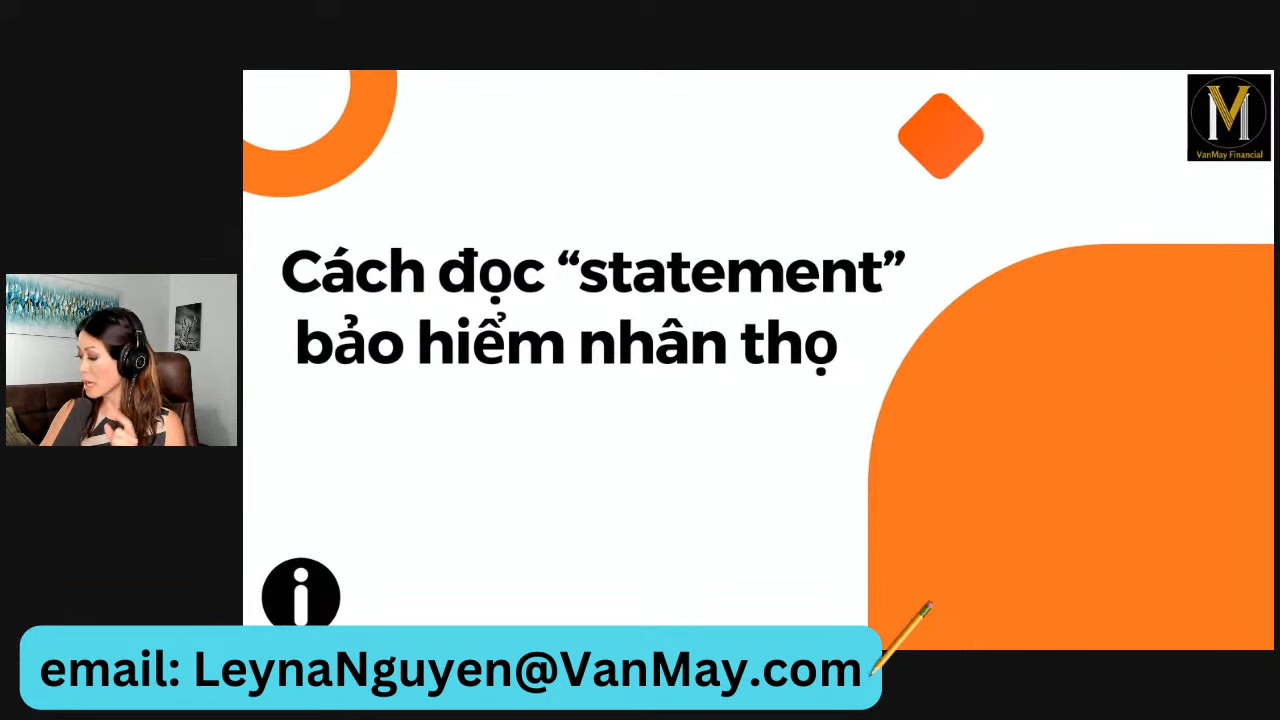 VanMay Financial
Cách đọc “statement”
bảo hiểm nhân thọ
email: LeynaNguyen@VanMay.com